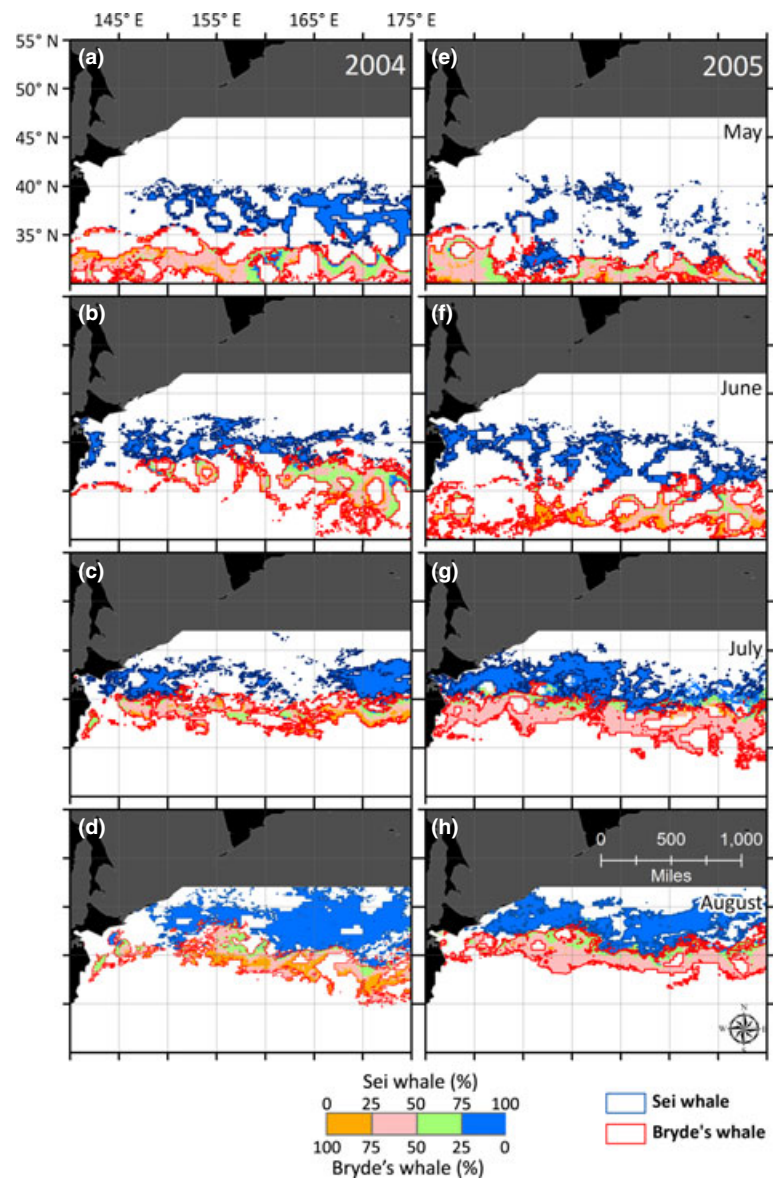 145° E 155° E 165° E 175° E
55° N
50° N
45° N
40° N
35° N
(a)
2004
(e)
2005
May
(b)
(f)
June
(c)
(g)
July
(d)
(h)
0 500 1,000
Miles
August
N
W E
S
Sei whale (%)
0 25 50 75 100
100 75 50 25 0
Bryde's whale (%)
Sei whale
Bryde's whale